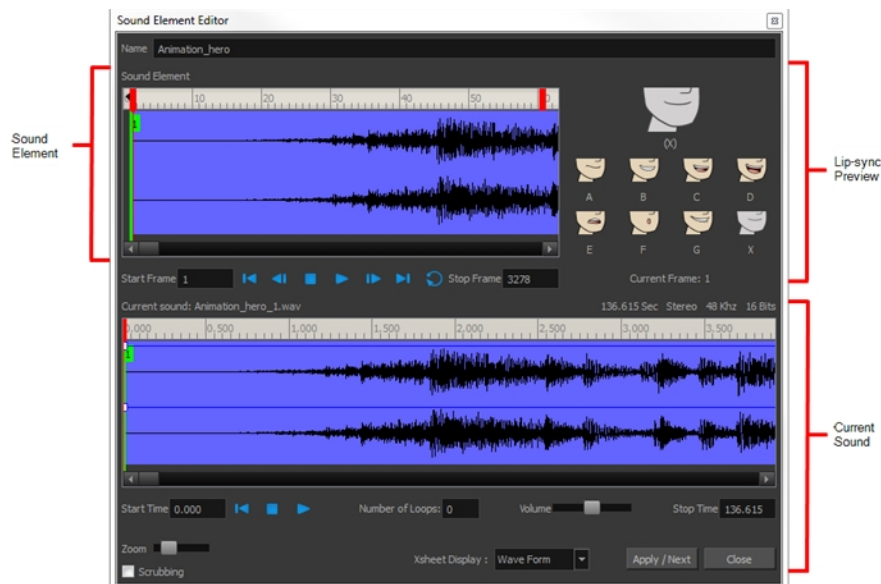 Sound Element Editor
Name Animation_hero
Sound Element
10 20 30 40 50
1
(X)
A B C D
E F G X
Start Frame 1 Stop Frame 3278 Current Frame: 1
Current sound: Animation_hero_1.wav 136.615 Sec Stereo 48 Khz 16 Bits
0.000 0.500 1.000 1.500 2.000 2.500 3.000 3.500
1
Start Time 0.000 Number of Loops: 0 Volume Stop Time 136.615
Zoom
Xsheet Display : Wave Form Apply / Next Close
Scrubbing
Sound
Element
Lip-sync
Preview
Current
Sound